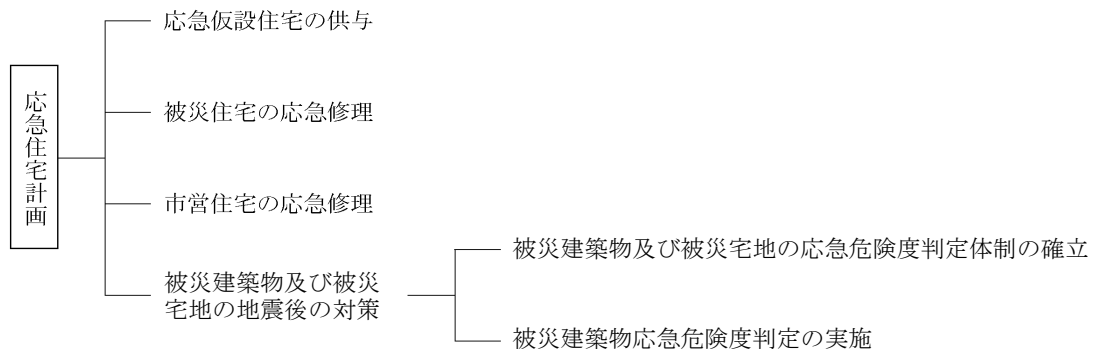 応急住宅計画
応急仮設住宅の供与
被災住宅の応急修理
市営住宅の応急修理
被災建築物及び被災
宅地の地震後の対策
被災建築物及び被災宅地の応急危険度判定体制の確立
被災建築物応急危険度判定の実施